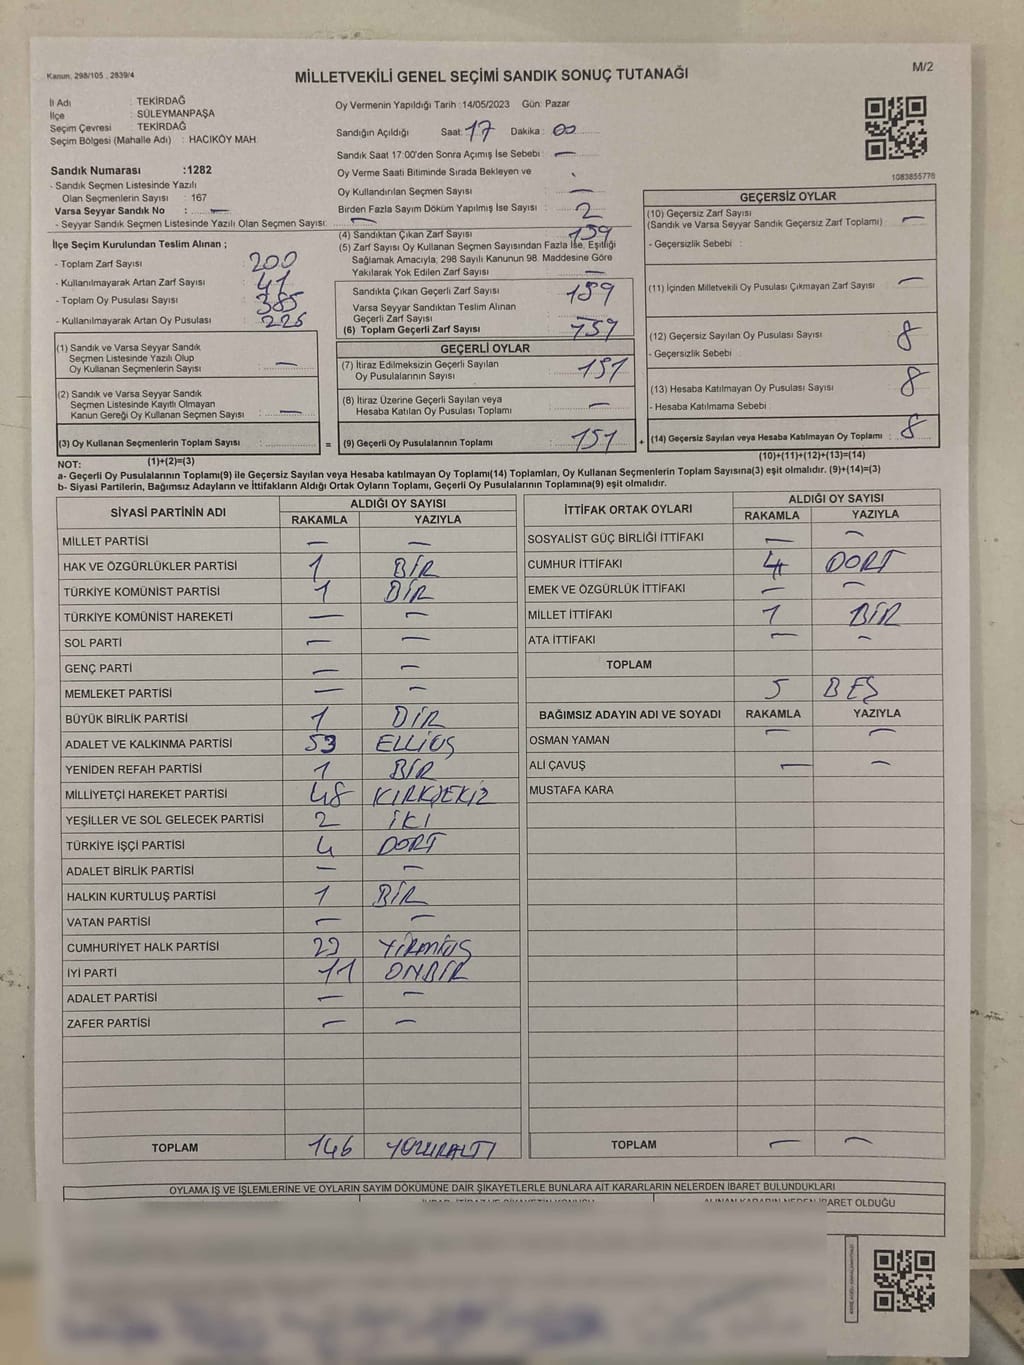 Kanun, 298/105 , 2839/4
MİLLETVEKİLİ GENEL SEÇİMİ SANDIK SONUÇ TUTANAĞI
M/2
İl Adı : TEKİRDAĞ
İlçe : SÜLEYMANPAŞA
Seçim Çevresi : TEKİRDAĞ
Seçim Bölgesi (Mahalle Adı) : HACIKÖY MAH.
Sandık Numarası :1282
- Sandık Seçmen Listesinde Yazılı
Olan Seçmenlerin Sayısı : 167
Varsa Seyyar Sandık No : —
- Seyyar Sandık Seçmen Listesinde Yazılı Olan Seçmen Sayısı: —
İlçe Seçim Kurulundan Teslim Alınan ;
- Toplam Zarf Sayısı 200
- Kullanılmayarak Artan Zarf Sayısı 41
- Toplam Oy Pusulası Sayısı 385
- Kullanılmayarak Artan Oy Pusulası 226
(1) Sandık ve Varsa Seyyar Sandık
Seçmen Listesinde Yazılı Olup
Oy Kullanan Seçmenlerin Sayısı : —
(2) Sandık ve Varsa Seyyar Sandık
Seçmen Listesinde Kayıtlı Olmayan
Kanun Gereği Oy Kullanan Seçmen Sayısı : —
(3) Oy Kullanan Seçmenlerin Toplam Sayısı :
(1)+(2)=(3)
Oy Vermenin Yapıldığı Tarih :14/05/2023 Gün: Pazar
Sandığın Açıldığı Saat: 17 Dakika : 00
Sandık Saat 17:00'den Sonra Açımış İse Sebebi : —
Oy Verme Saati Bitiminde Sırada Bekleyen ve
Oy Kullandırılan Seçmen Sayısı : —
Birden Fazla Sayım Döküm Yapılmış İse Sayısı : 2
(4) Sandıktan Çıkan Zarf Sayısı 159
(5) Zarf Sayısı Oy Kullanan Seçmen Sayısından Fazla İse, Eşitliği
Sağlamak Amacıyla, 298 Sayılı Kanunun 98. Maddesine Göre
Yakılarak Yok Edilen Zarf Sayısı —
Sandıkta Çıkan Geçerli Zarf Sayısı : 159
Varsa Seyyar Sandıktan Teslim Alınan
Geçerli Zarf Sayısı :
(6) Toplam Geçerli Zarf Sayısı 159
GEÇERLİ OYLAR
(7) İtiraz Edilmeksizin Geçerli Sayılan
Oy Pusulalarının Sayısı : 151
(8) İtiraz Üzerine Geçerli Sayılan veya
Hesaba Katılan Oy Pusulası Toplamı : —
= (9) Geçerli Oy Pusulalarının Toplamı : 151
1083855776
GEÇERSİZ OYLAR
(10) Geçersiz Zarf Sayısı —
(Sandık ve Varsa Seyyar Sandık Geçersiz Zarf Toplamı)
- Geçersizlik Sebebi :
(11) İçinden Milletvekili Oy Pusulası Çıkmayan Zarf Sayısı —
(12) Geçersiz Sayılan Oy Pusulası Sayısı 8
- Geçersizlik Sebebi :
(13) Hesaba Katılmayan Oy Pusulası Sayısı 8
- Hesaba Katılmama Sebebi
+ (14) Geçersiz Sayılan veya Hesaba Katılmayan Oy Toplamı : 8
(10)+(11)+(12)+(13)=(14)
NOT:
a- Geçerli Oy Pusulalarının Toplamı(9) ile Geçersiz Sayılan veya Hesaba katılmayan Oy Toplamı(14) Toplamları, Oy Kullanan Seçmenlerin Toplam Sayısına(3) eşit olmalıdır. (9)+(14)=(3)
b- Siyasi Partilerin, Bağımsız Adayların ve İttifakların Aldığı Ortak Oyların Toplamı, Geçerli Oy Pusulalarının Toplamına(9) eşit olmalıdır.
SİYASİ PARTİNİN ADI ALDIĞI OY SAYISI
RAKAMLA YAZIYLA
MİLLET PARTİSİ — —
HAK VE ÖZGÜRLÜKLER PARTİSİ 1 BİR
TÜRKİYE KOMÜNİST PARTİSİ 1 BİR
TÜRKİYE KOMÜNİST HAREKETİ — —
SOL PARTİ — —
GENÇ PARTİ — —
MEMLEKET PARTİSİ — —
BÜYÜK BİRLİK PARTİSİ 1 BİR
ADALET VE KALKINMA PARTİSİ 53 ELLİÜŞ
YENİDEN REFAH PARTİSİ 1 BİR
MİLLİYETÇİ HAREKET PARTİSİ 48 KIRKSEKİZ
YEŞİLLER VE SOL GELECEK PARTİSİ 2 İKİ
TÜRKİYE İŞÇİ PARTİSİ 4 DORT
ADALET BİRLİK PARTİSİ — —
HALKIN KURTULUŞ PARTİSİ 1 BİR
VATAN PARTİSİ — —
CUMHURİYET HALK PARTİSİ 23 YİRMİÜŞ
İYİ PARTİ 11 ONBİR
ADALET PARTİSİ — —
ZAFER PARTİSİ — —
TOPLAM 146 YÜZKIRALTI
İTTİFAK ORTAK OYLARI ALDIĞI OY SAYISI
RAKAMLA YAZIYLA
SOSYALİST GÜÇ BİRLİĞİ İTTİFAKI — —
CUMHUR İTTİFAKI 4 DORT
EMEK VE ÖZGÜRLÜK İTTİFAKI — —
MİLLET İTTİFAKI 1 BİR
ATA İTTİFAKI — —
TOPLAM
5 BEŞ
BAĞIMSIZ ADAYIN ADI VE SOYADI RAKAMLA YAZIYLA
OSMAN YAMAN — —
ALİ ÇAVUŞ — —
MUSTAFA KARA
TOPLAM — —
OYLAMA İŞ VE İŞLEMLERİNE VE OYLARIN SAYIM DÖKÜMÜNE DAİR ŞİKAYETLERLE BUNLARA AİT KARARLARIN NELERDEN İBARET BULUNDUKLARI
ALINAN KARARIN NEDEN İBARET OLDUĞU